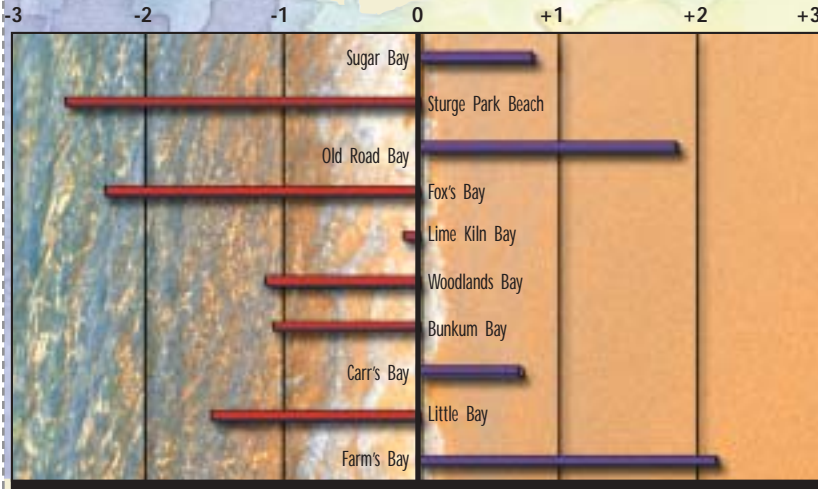 -3 -2 -1 0 +1 +2 +3
Sugar Bay
Sturge Park Beach
Old Road Bay
Fox's Bay
Lime Kiln Bay
Woodlands Bay
Bunkum Bay
Carr's Bay
Little Bay
Farm's Bay